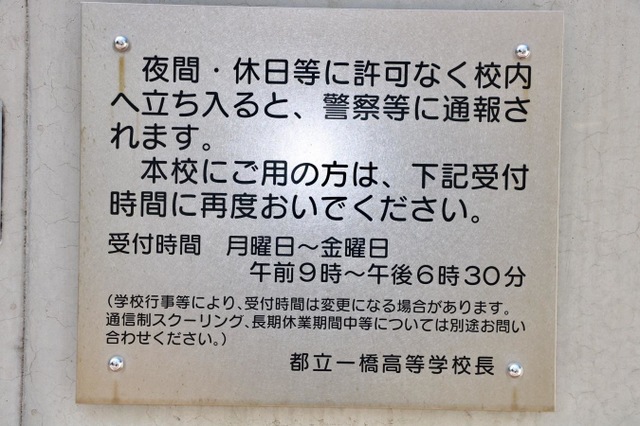 夜間・休日等に許可なく校内
へ立ち入ると、警察等に通報さ
れます。
本校にご用の方は、下記受付
時間に再度おいでください。
受付時間　月曜日～金曜日
午前9時～午後6時30分
（学校行事等により、受付時間は変更になる場合があります。
通信制スクーリング、長期休業期間中等については別途お問い
合わせください。）
都立一橋高等学校長